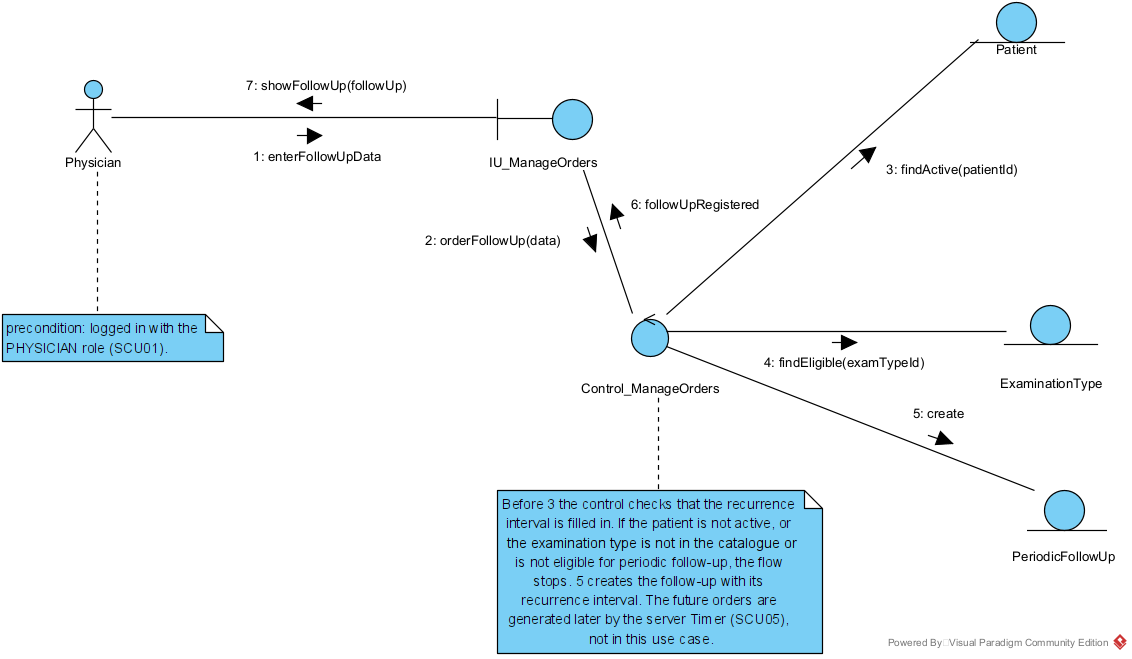 Patient
7: showFollowUp(followUp)
Physician
1: enterFollowUpData
IU_ManageOrders
3: findActive(patientId)
6: followUpRegistered
2: orderFollowUp(data)
precondition: logged in with the
PHYSICIAN role (SCU01).
4: findEligible(examTypeId)
Control_ManageOrders
ExaminationType
5: create
Before 3 the control checks that the recurrence
interval is filled in. If the patient is not active, or
the examination type is not in the catalogue or
is not eligible for periodic follow-up, the flow
stops. 5 creates the follow-up with its
recurrence interval. The future orders are
generated later by the server Timer (SCU05),
not in this use case.
PeriodicFollowUp
Powered By Visual Paradigm Community Edition